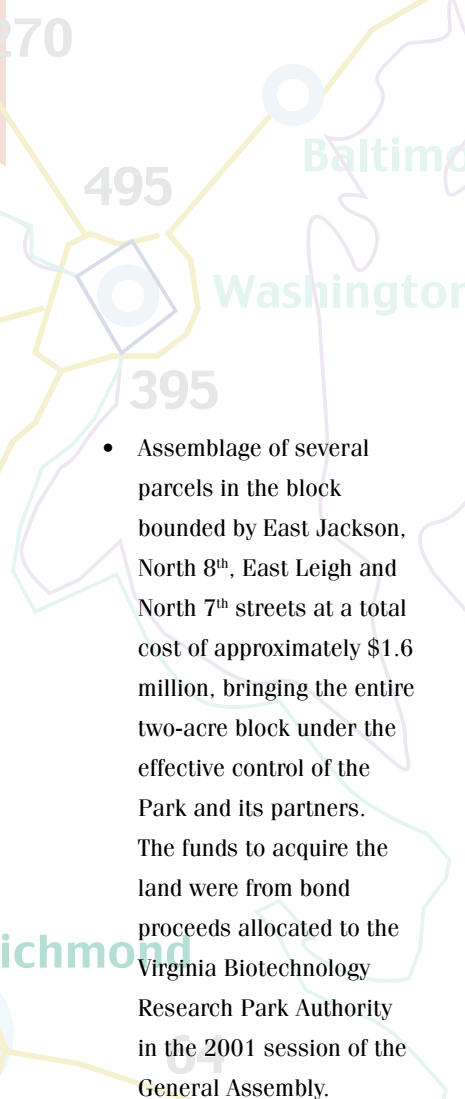 270
Baltimo
495
Washington
395
• Assemblage of several
parcels in the block
bounded by East Jackson,
North 8th, East Leigh and
North 7th streets at a total
cost of approximately $1.6
million, bringing the entire
two-acre block under the
effective control of the
Park and its partners.
The funds to acquire the
land were from bond
proceeds allocated to the
ichmond
Virginia Biotechnology
Research Park Authority
in the 2001 session of the
64
General Assembly.